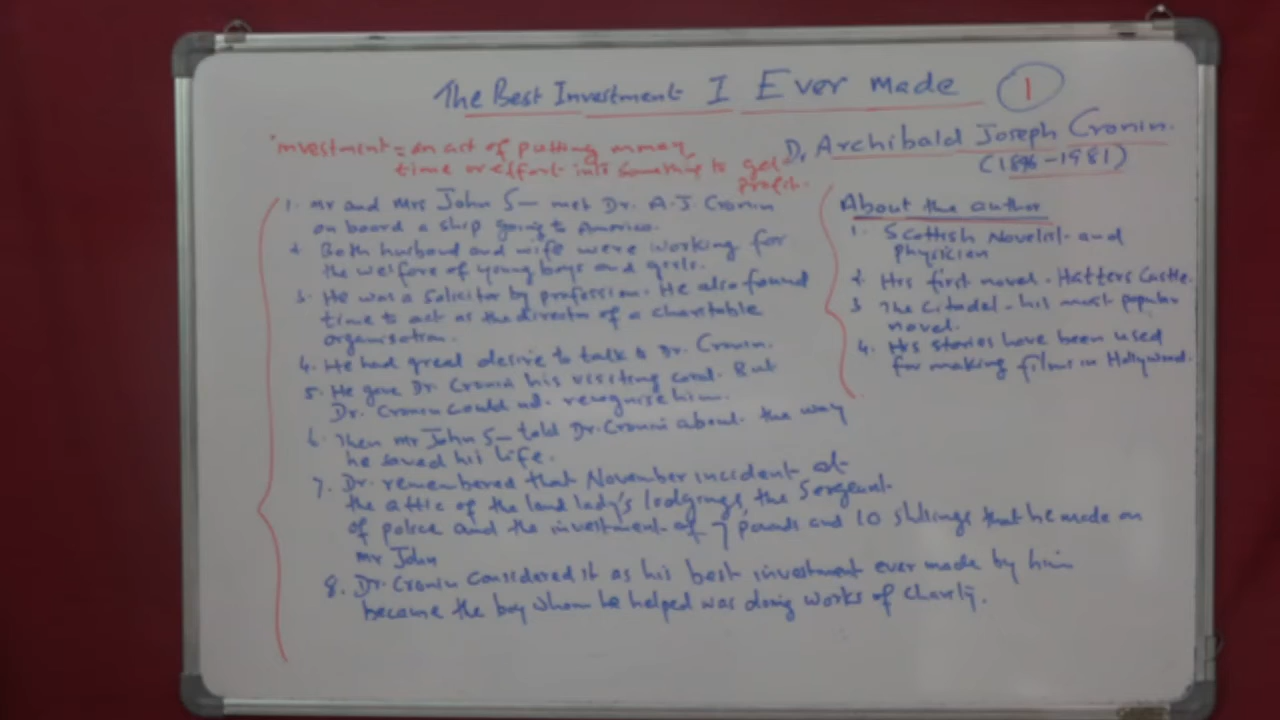 The Best Investment I Ever made 1
Dr Archibald Joseph Cronin.
(1896-1981)
Investment = an act of putting money,
time or effort into something to get
profit.
1. Mr and Mrs John S— met Dr. A.J. Cronin
on board a ship going to America.
2. Both husband and wife were working for
the welfare of young boys and girls.
3. He was a solicitor by profession. He also found
time to act as the director of a charitable
organisation.
4. He had great desire to talk to Dr. Cronin.
5. He gave Dr Cronin his visiting card. But
Dr. Cronin could not recognise him.
6. Then Mr John S— told Dr. Cronin about the way
he saved his life.
7. Dr. remembered that November incident at
the attic of the land lady's lodgings, the Sergeant
of police and the investment of 7 pounds and 10 shillings that he made on
Mr John
8. Dr. Cronin considered it as his best investment ever made by him
because the boy whom he helped was doing works of charity.
About the author
1. Scottish Novelist and
physician
2. His first novel - Hatters Castle.
3 The Citadel - his most popular
novel.
4. His stories have been used
for making films in Hollywood.